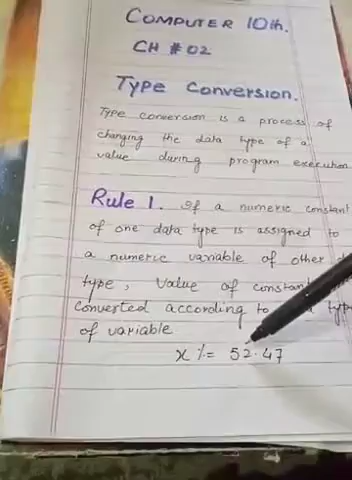 COMPUTER 10th.
CH # 02
Type Conversion.
Type conversion is a process of
changing the data type of a
value during program execution
Rule 1. If a numeric constant
of one data type is assigned to
a numeric variable of other
type, Value of constant
converted according to type
of variable
x % = 52.47